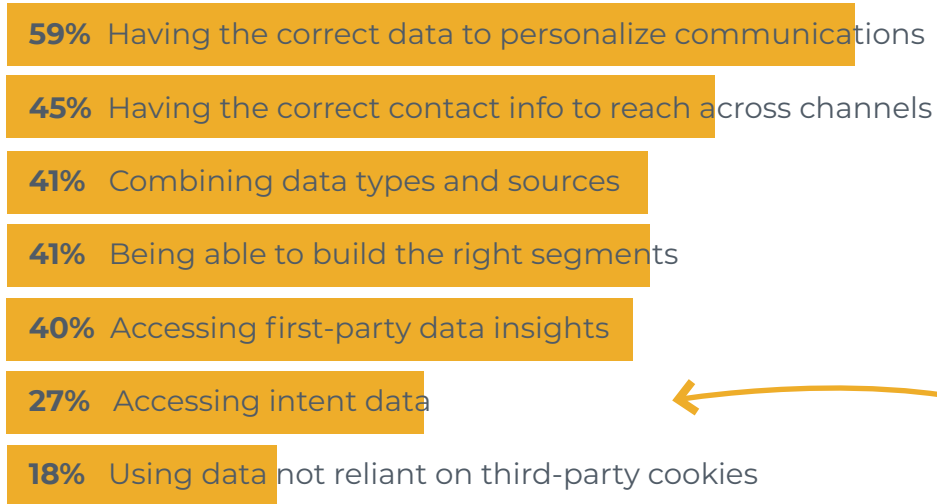 59% Having the correct data to personalize communications
45% Having the correct contact info to reach across channels
41% Combining data types and sources
41% Being able to build the right segments
40% Accessing first-party data insights
27% Accessing intent data
18% Using data not reliant on third-party cookies